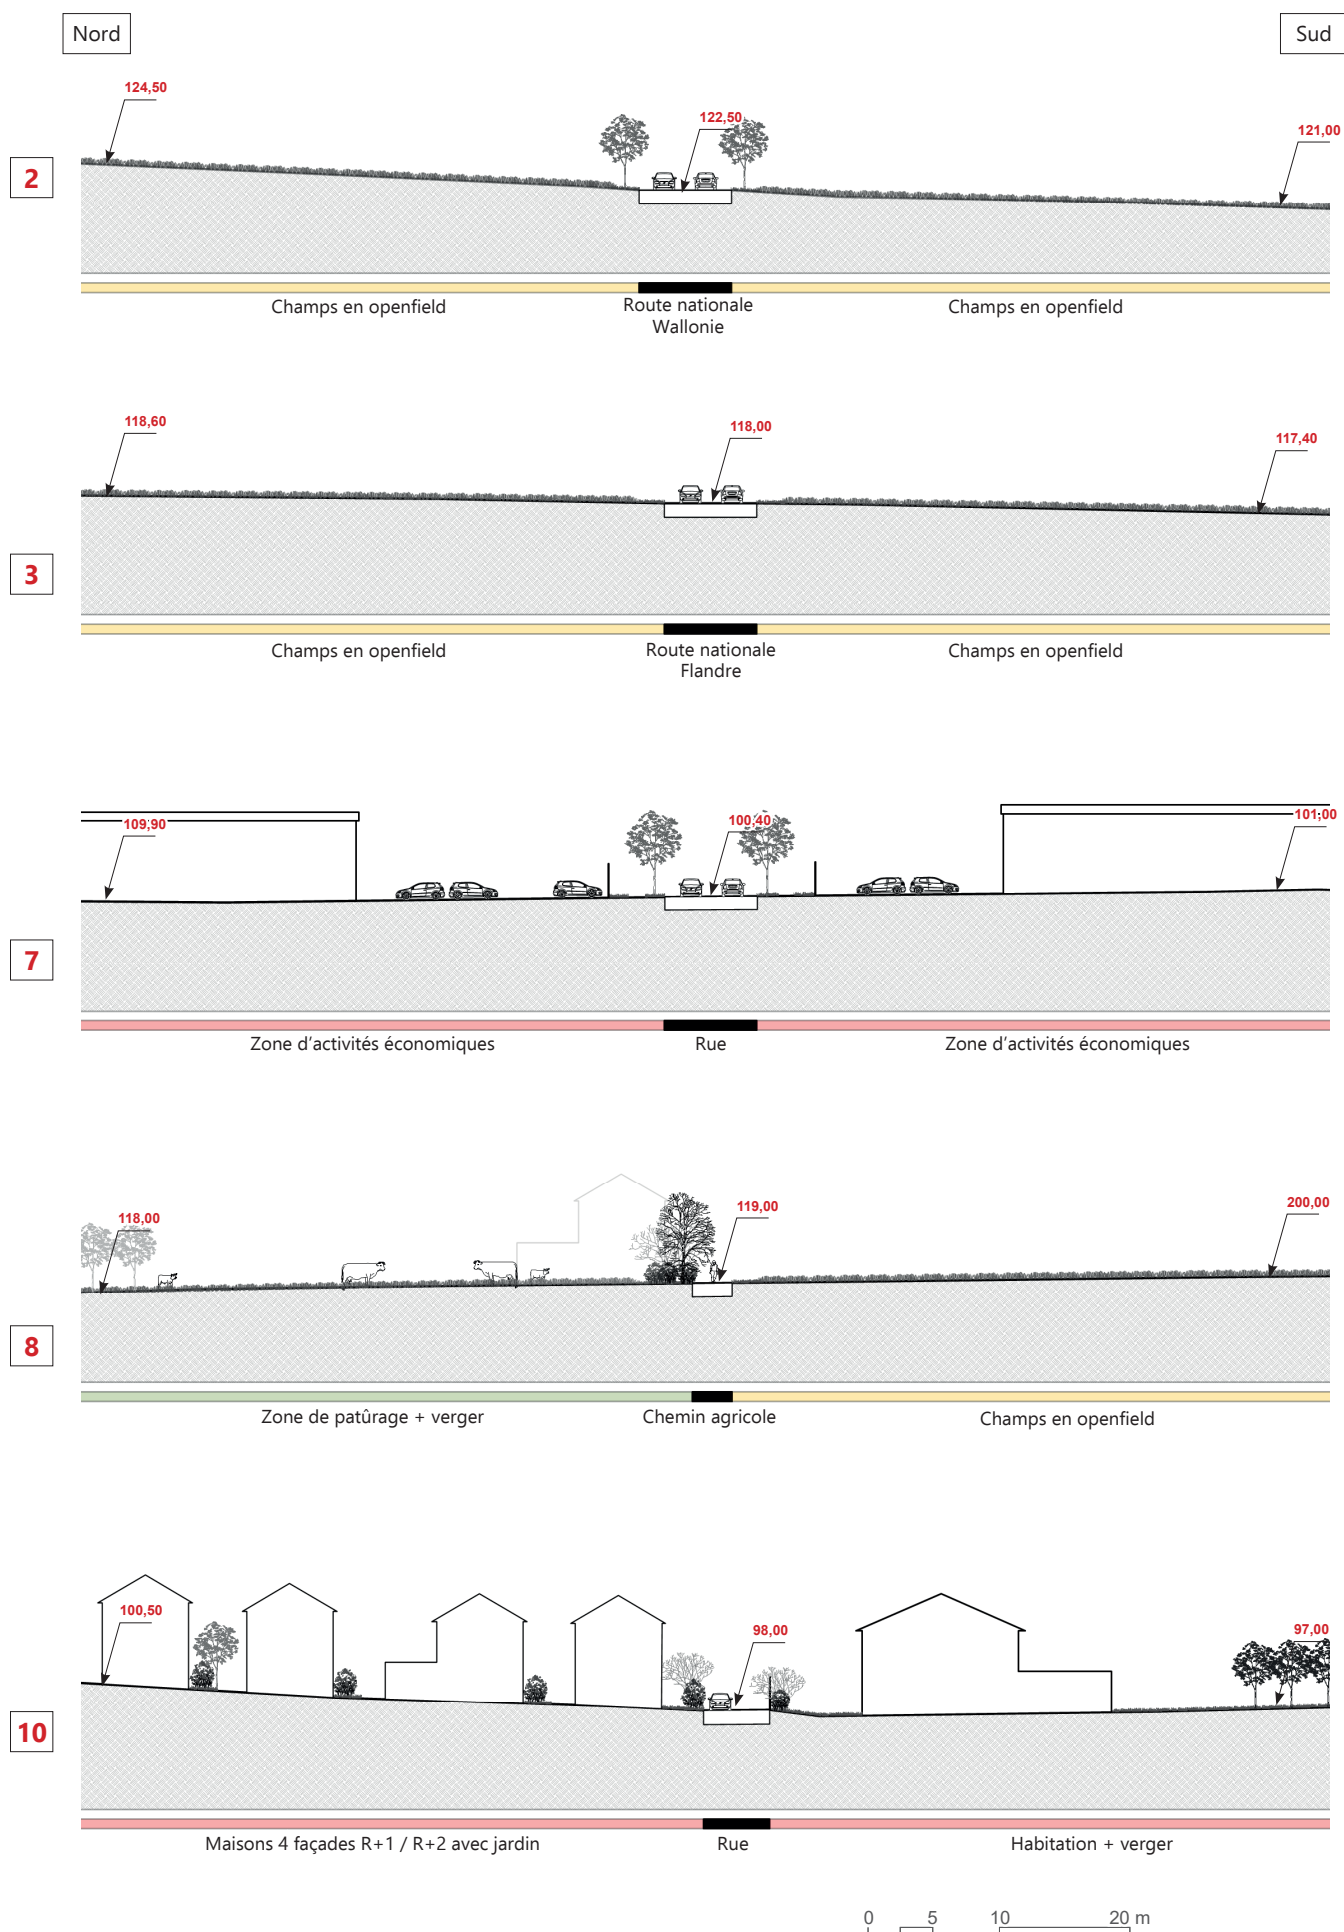 Nord
Sud
124,50
122,50
121,00
2
Champs en openfield
Route nationale
Wallonie
Champs en openfield
118,60
118,00
117,40
3
Champs en openfield
Route nationale
Flandre
Champs en openfield
109,90
100,40
101,00
7
Zone d'activités économiques
Rue
Zone d'activités économiques
118,00
119,00
200,00
8
Zone de patûrage + verger
Chemin agricole
Champs en openfield
100,50
98,00
97,00
10
Maisons 4 façades R+1 / R+2 avec jardin
Rue
Habitation + verger
0 5 10 20 m